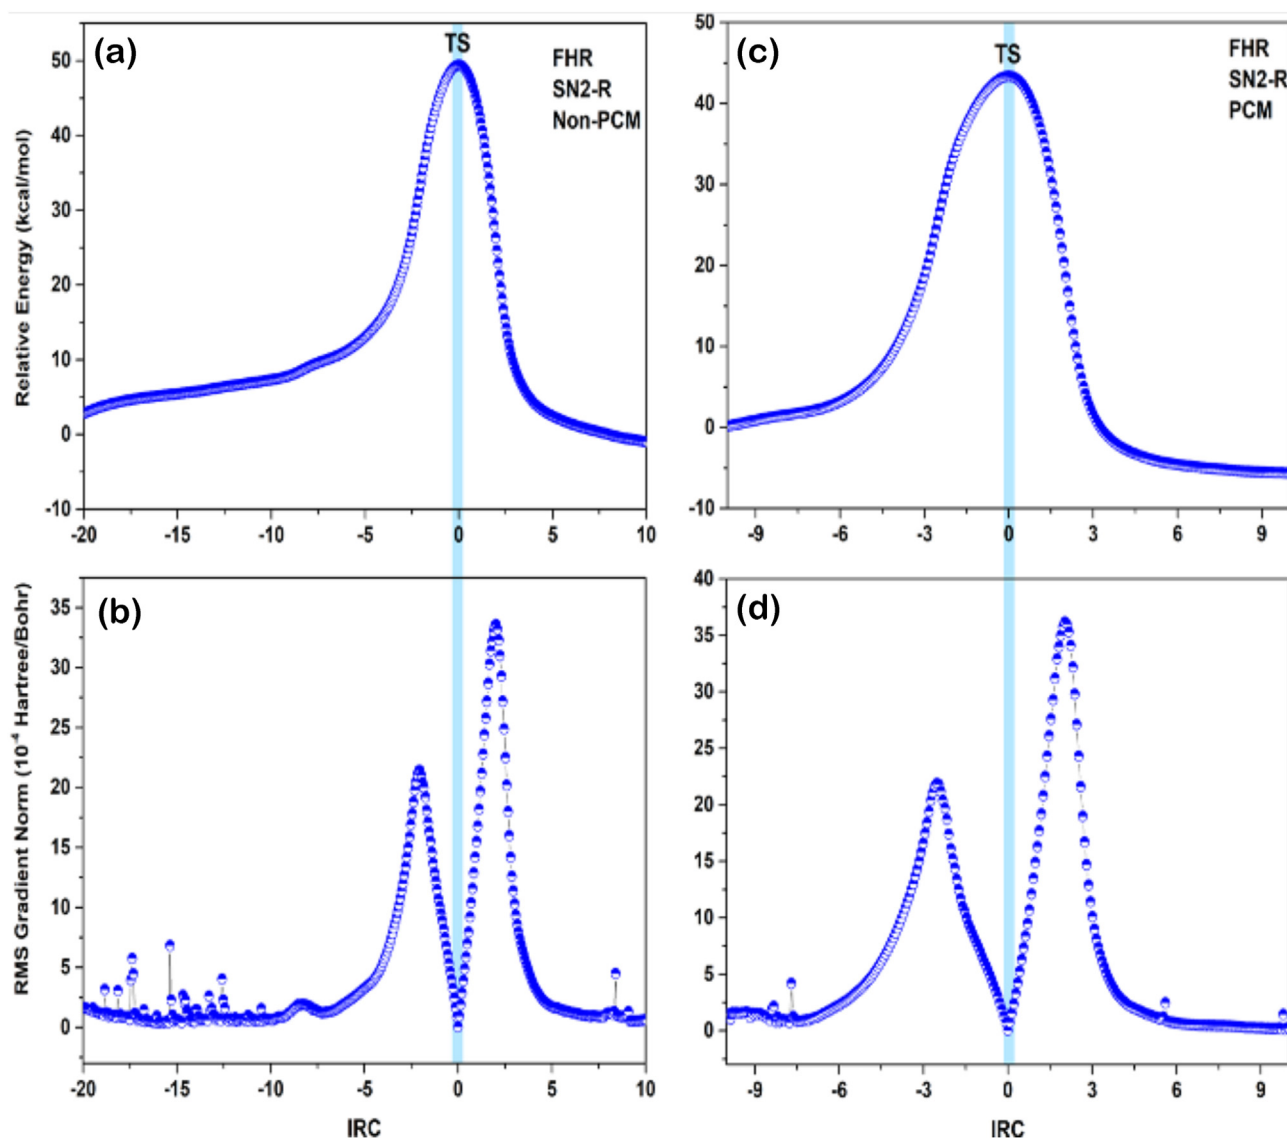 (a)
TS
FHR
SN2-R
Non-PCM
Relative Energy (kcal/mol)
50
40
30
20
10
0
-10
-20 -15 -10 -5 0 5 10
(c)
TS
FHR
SN2-R
PCM
50
40
30
20
10
0
-10
-9 -6 -3 0 3 6 9
(b)
RMS Gradient Norm (10⁻⁴ Hartree/Bohr)
35
30
25
20
15
10
5
0
-20 -15 -10 -5 0 5 10
IRC
(d)
40
35
30
25
20
15
10
5
0
-9 -6 -3 0 3 6 9
IRC